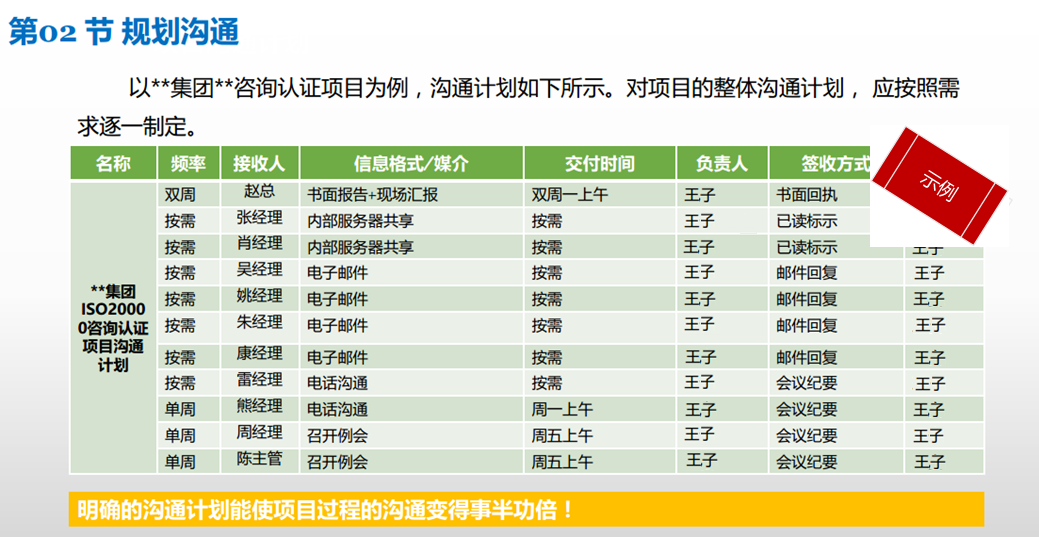 第02 节 规划沟通
以**集团**咨询认证项目为例，沟通计划如下所示。对项目的整体沟通计划， 应按照需
求逐一制定。
名称 频率 接收人 信息格式/媒介 交付时间 负责人 签收方式
示例
双周 赵总 书面报告+现场汇报 双周一上午 王子 书面回执
按需 张经理 内部服务器共享 按需 王子 已读标示
按需 肖经理 内部服务器共享 按需 王子 已读标示 王子
按需 吴经理 电子邮件 按需 王子 邮件回复 王子
按需 姚经理 电子邮件 按需 王子 邮件回复 王子
按需 朱经理 电子邮件 按需 王子 邮件回复 王子
按需 康经理 电子邮件 按需 王子 邮件回复 王子
按需 雷经理 电话沟通 按需 王子 会议纪要 王子
单周 熊经理 电话沟通 周一上午 王子 会议纪要 王子
单周 周经理 召开例会 周五上午 王子 会议纪要 王子
单周 陈主管 召开例会 周五上午 王子 会议纪要 王子
**集团
ISO2000
0咨询认证
项目沟通
计划
明确的沟通计划能使项目过程的沟通变得事半功倍！